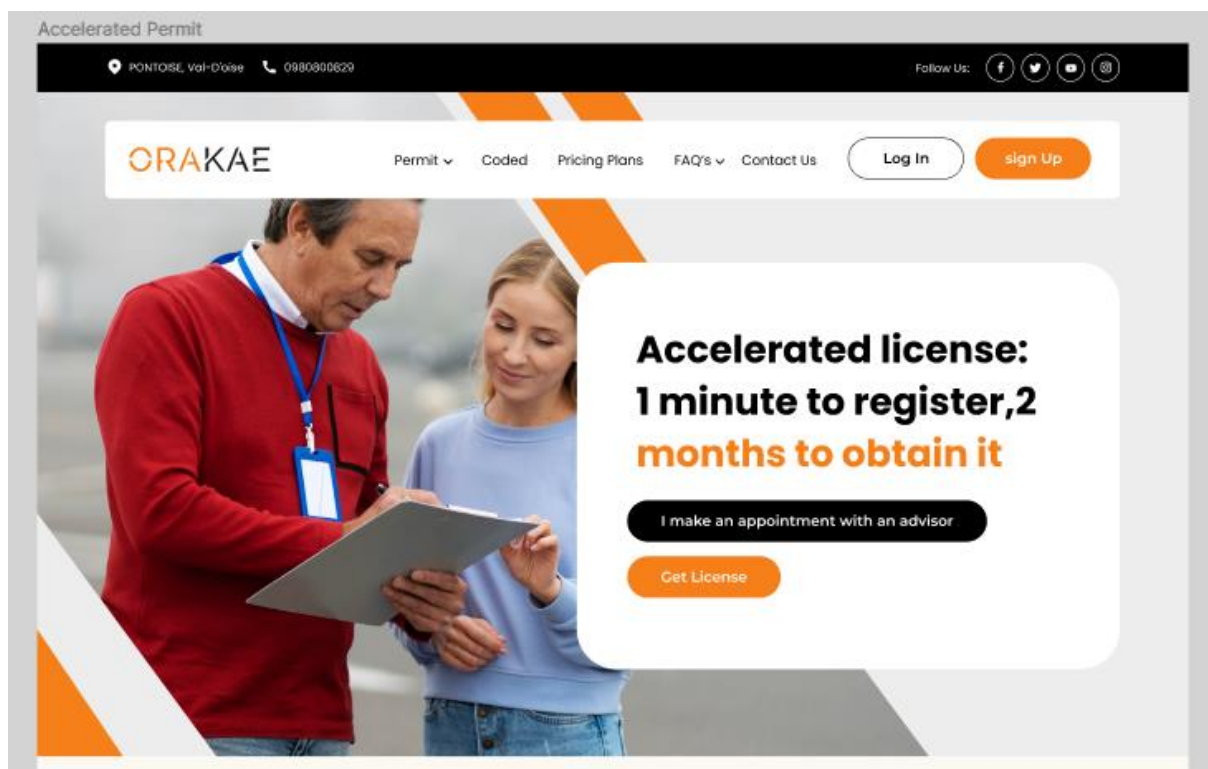 Accelerated Permit
PONTOISE, Val-D'oise 0980800829 Follow Us:
ORAKAE Permit Coded Pricing Plans FAQ's Contact Us Log In sign Up
Accelerated license:
1 minute to register,2
months to obtain it
I make an appointment with an advisor
Get License